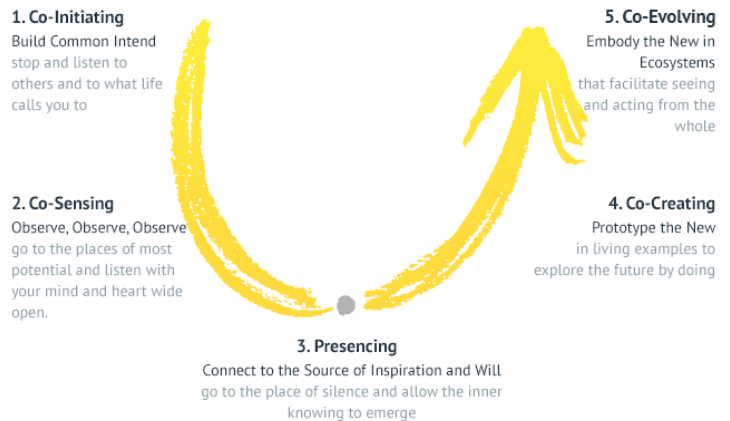 1. Co-Initiating
Build Common Intend
stop and listen to
others and to what life
calls you to
2. Co-Sensing
Observe, Observe, Observe
go to the places of most
potential and listen with
your mind and heart wide
open.
3. Presencing
Connect to the Source of Inspiration and Will
go to the place of silence and allow the inner
knowing to emerge
4. Co-Creating
Prototype the New
in living examples to
explore the future by doing
5. Co-Evolving
Embody the New in
Ecosystems
that facilitate seeing
and acting from the
whole